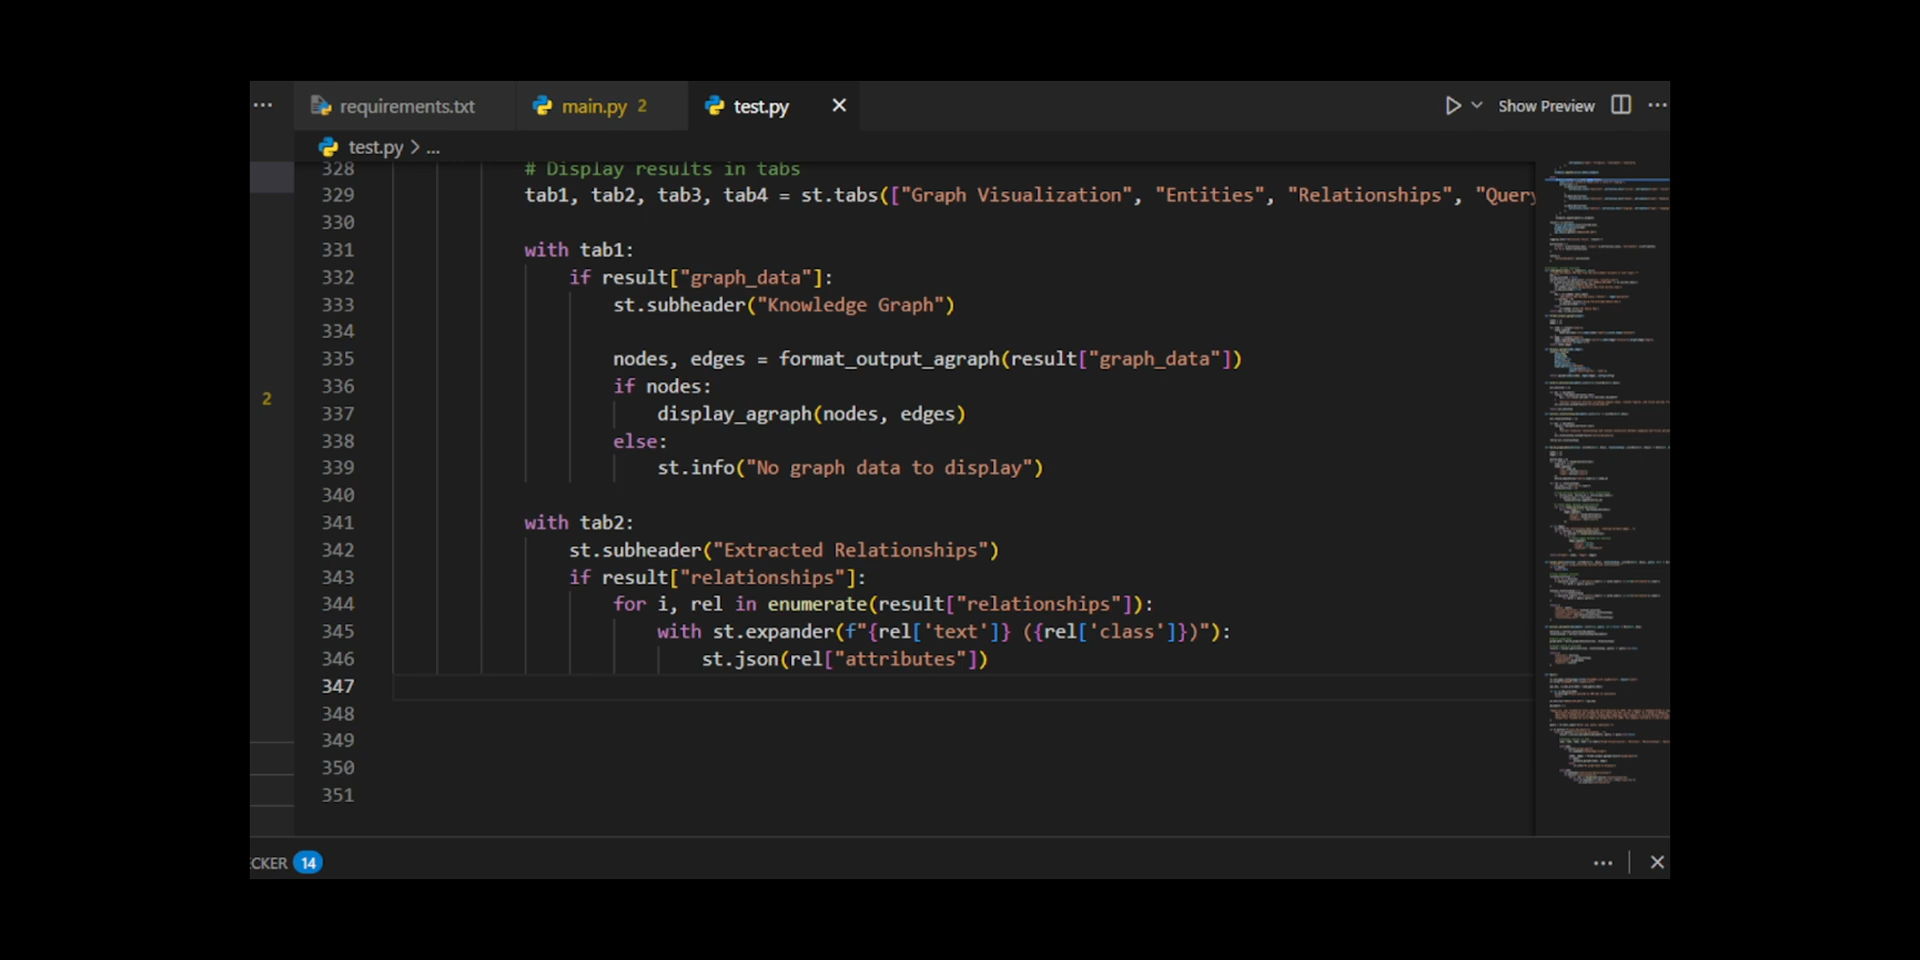 ... requirements.txt main.py 2 test.py × Show Preview ...
test.py > ...
328 # Display results in tabs
329 tab1, tab2, tab3, tab4 = st.tabs(["Graph Visualization", "Entities", "Relationships", "Query
330
331 with tab1:
332 if result["graph_data"]:
333 st.subheader("Knowledge Graph")
334
335 nodes, edges = format_output_agraph(result["graph_data"])
336 if nodes:
337 display_agraph(nodes, edges)
338 else:
339 st.info("No graph data to display")
340
341 with tab2:
342 st.subheader("Extracted Relationships")
343 if result["relationships"]:
344 for i, rel in enumerate(result["relationships"]):
345 with st.expander(f"{rel['text']} ({rel['class']})"):
346 st.json(rel["attributes"])
347
348
349
350
351
2
CKER 14 ... ×